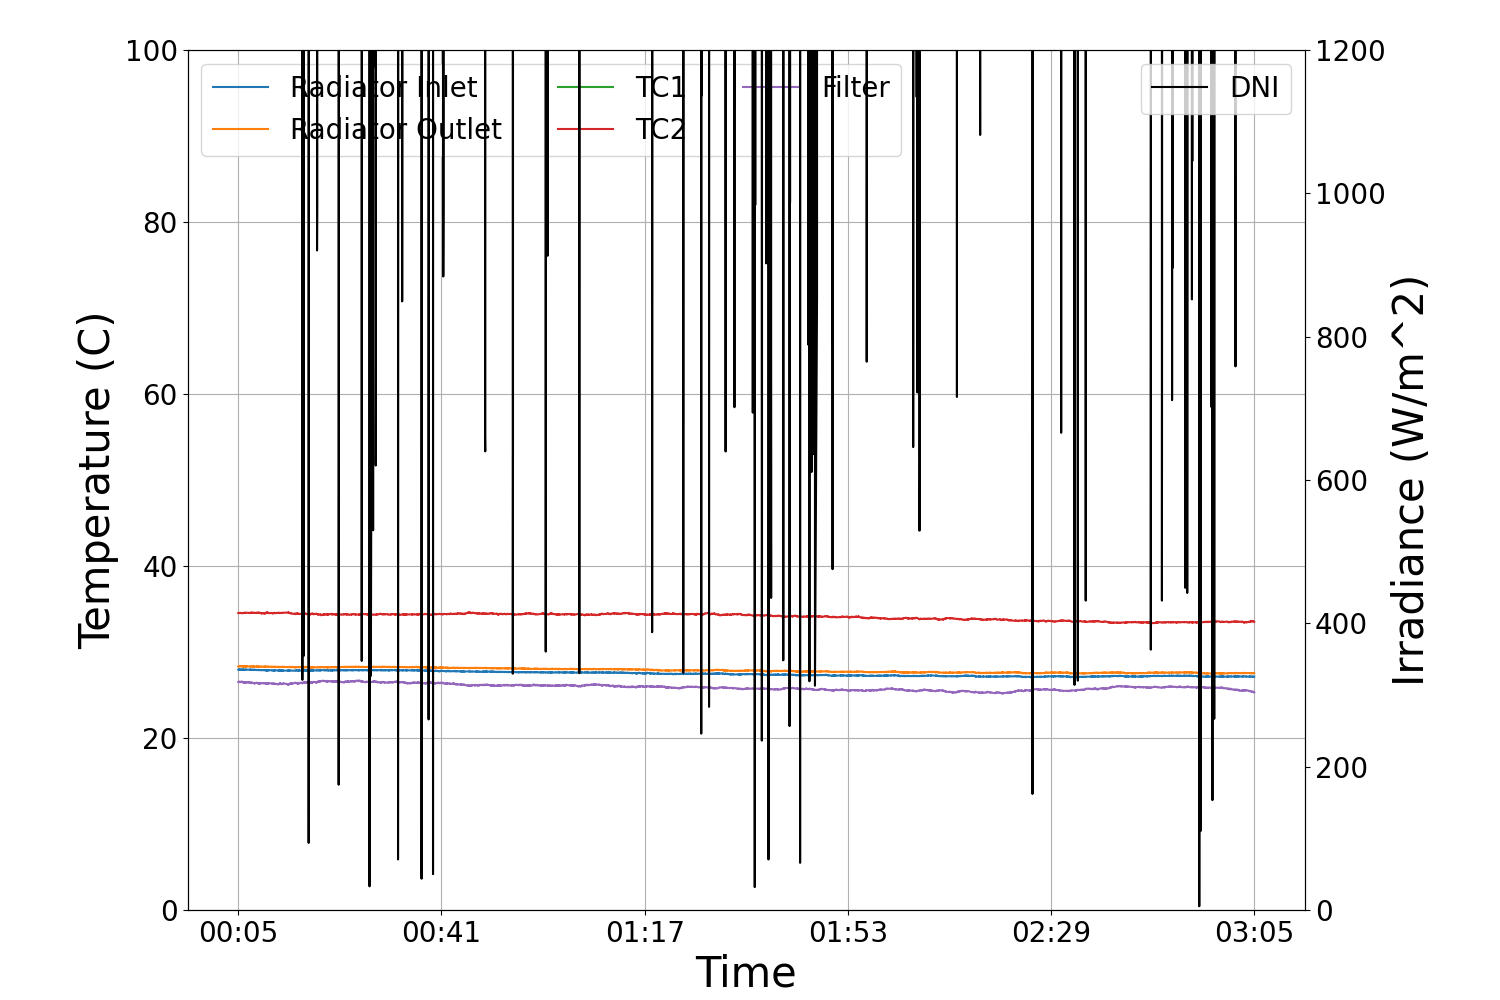 100
80
60
40
20
0
Temperature (C)
Radiator Inlet
Radiator Outlet
TC1
TC2
Filter
DNI
1200
1000
800
600
400
200
0
Irradiance (W/m^2)
00:05 00:41 01:17 01:53 02:29 03:05
Time